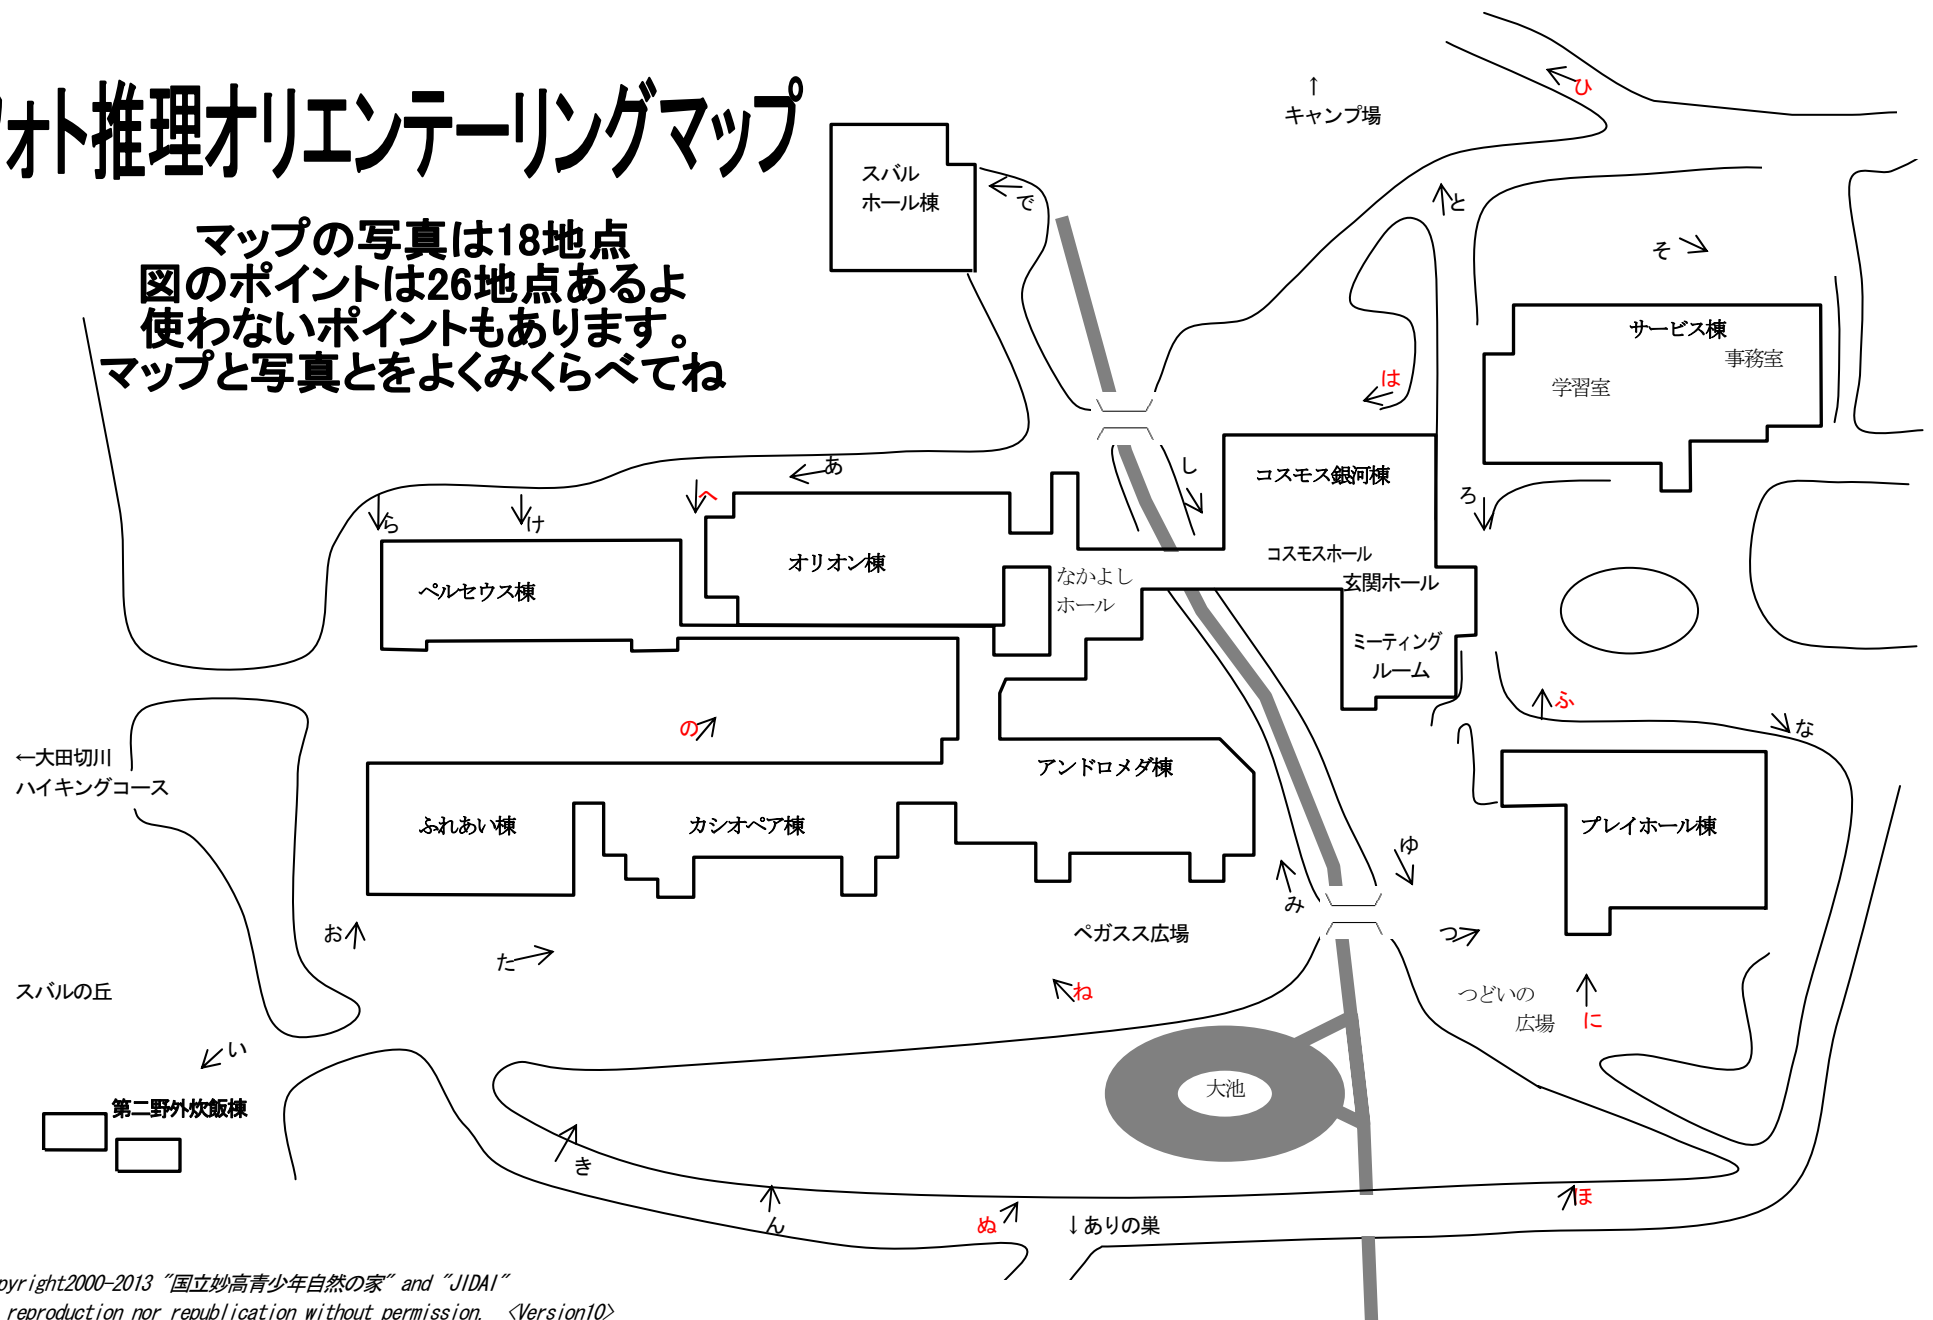 フォト推理オリエンテーリングマップ
マップの写真は18地点
図のポイントは26地点あるよ
使わないポイントもあります。
マップと写真とをよくみくらべてね
↑
キャンプ場
ひ
スバル
ホール棟
で
と
そ
サービス棟
事務室
学習室
は
あ
し
へ
ら
け
コスモス銀河棟
ろ
オリオン棟
コスモスホール
玄関ホール
なかよし
ホール
ペルセウス棟
ミーティング
ルーム
ふ
な
の
←大田切川
ハイキングコース
アンドロメダ棟
ふれあい棟
カシオペア棟
プレイホール棟
ゆ
み
お
た
ペガスス広場
つ
スバルの丘
ね
つどいの
広場
に
い
大池
第二野外炊飯棟
き
ん
ぬ
↓ありの巣
ほ
pyright2000-2013 "国立妙高青少年自然の家" and "JIDAI"
reproduction nor republication without permission. <Version10>